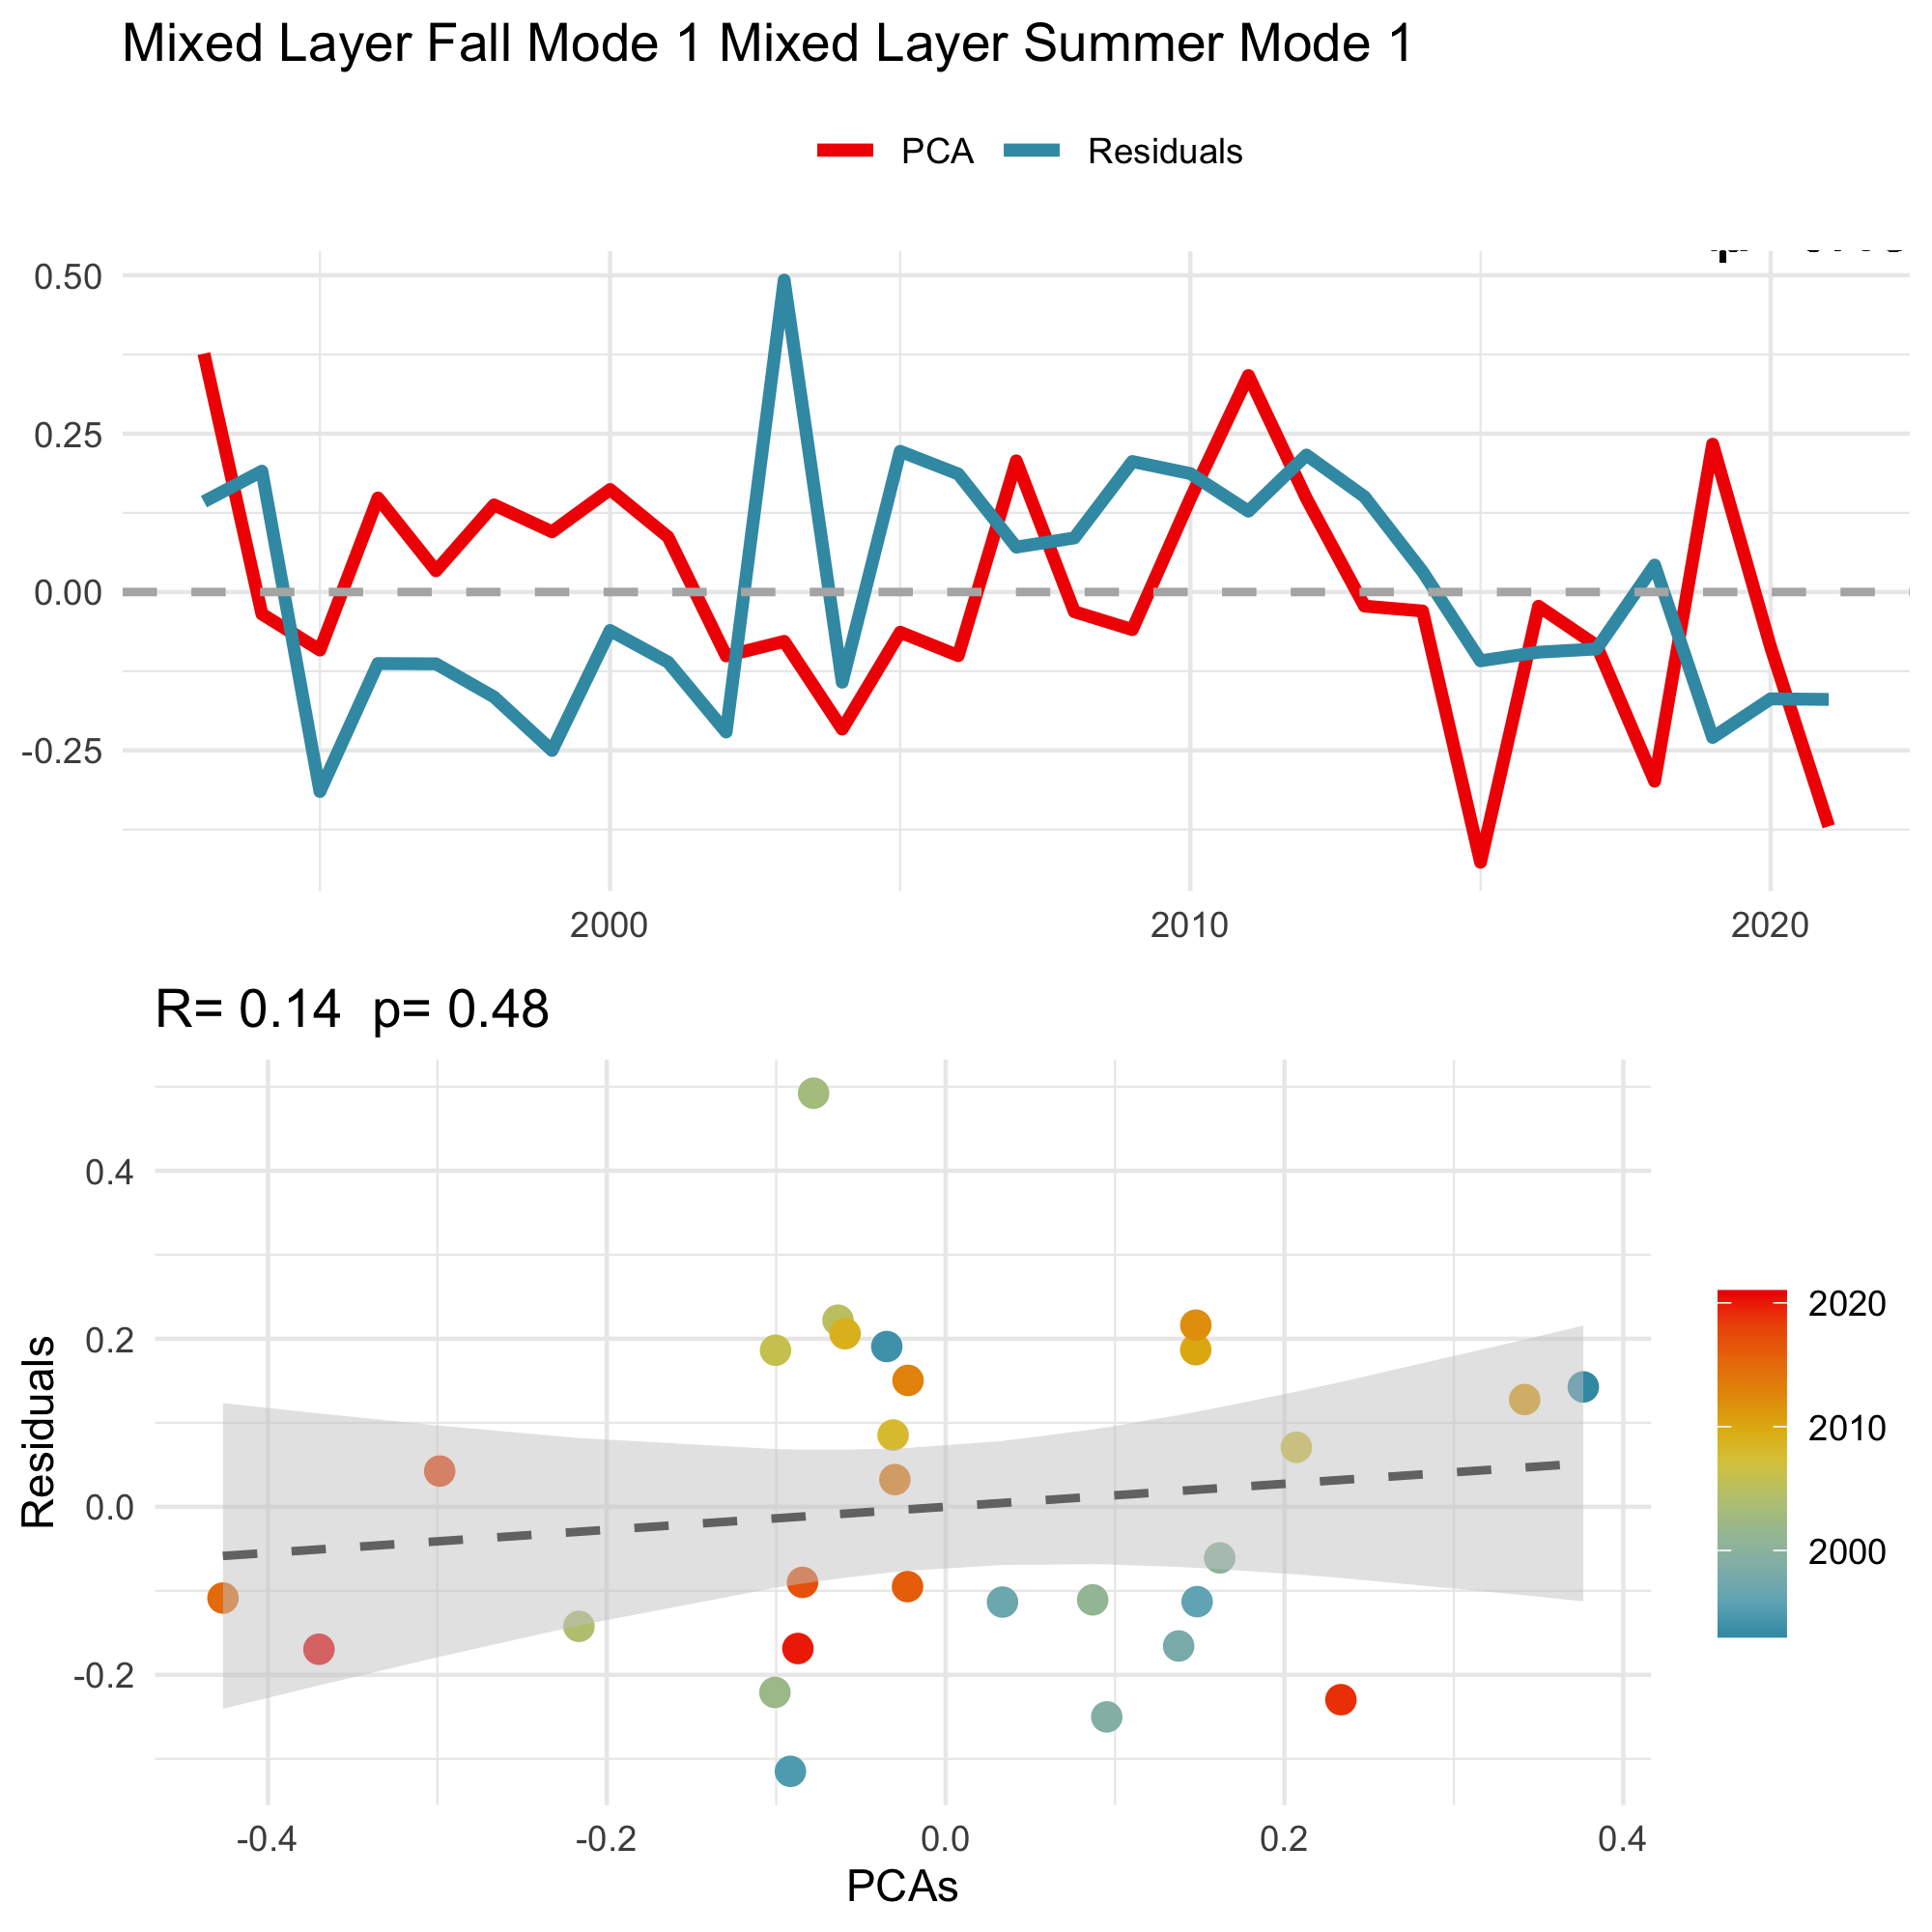 Mixed Layer Fall Mode 1 Mixed Layer Summer Mode 1
PCA Residuals
0.50
0.25
0.00
-0.25
2000 2010 2020
R= 0.14 p= 0.48
Residuals
0.4
0.2
0.0
-0.2
-0.4 -0.2 0.0 0.2 0.4
PCAs
2020
2010
2000